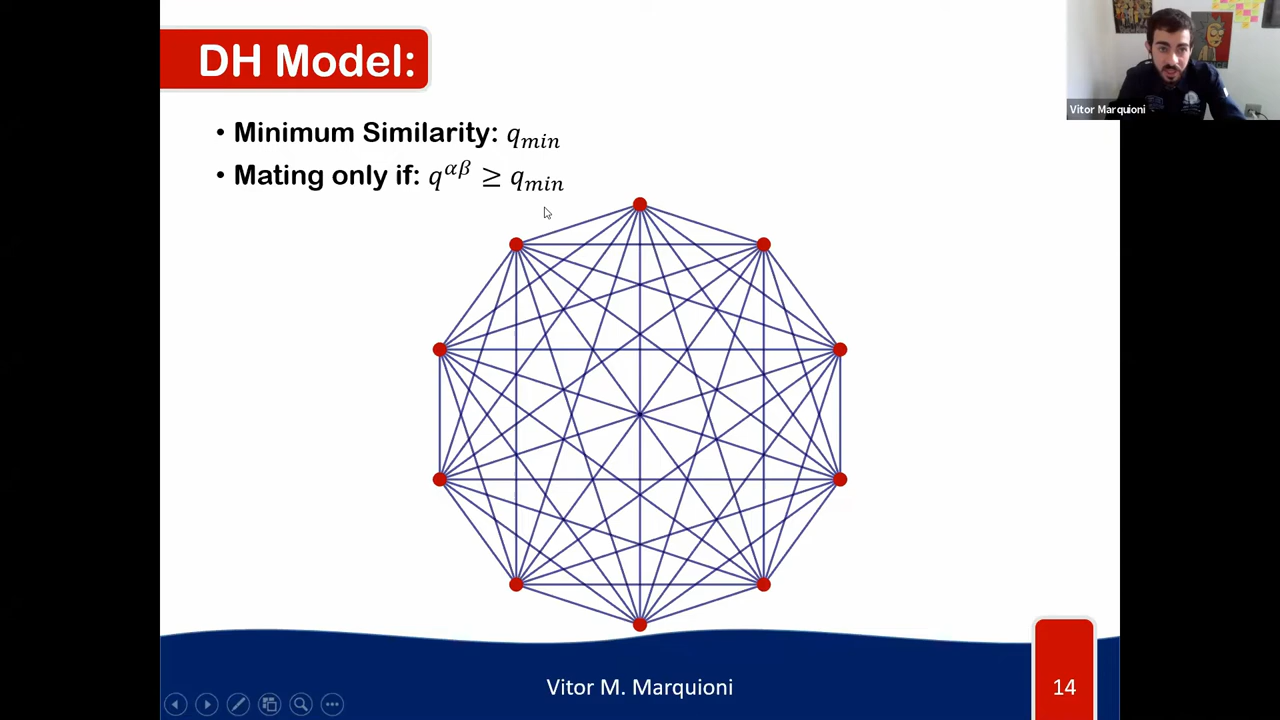 DH Model:
• Minimum Similarity: q_min
• Mating only if: q^αβ ≥ q_min
Vitor Marquioni
Vitor M. Marquioni
14